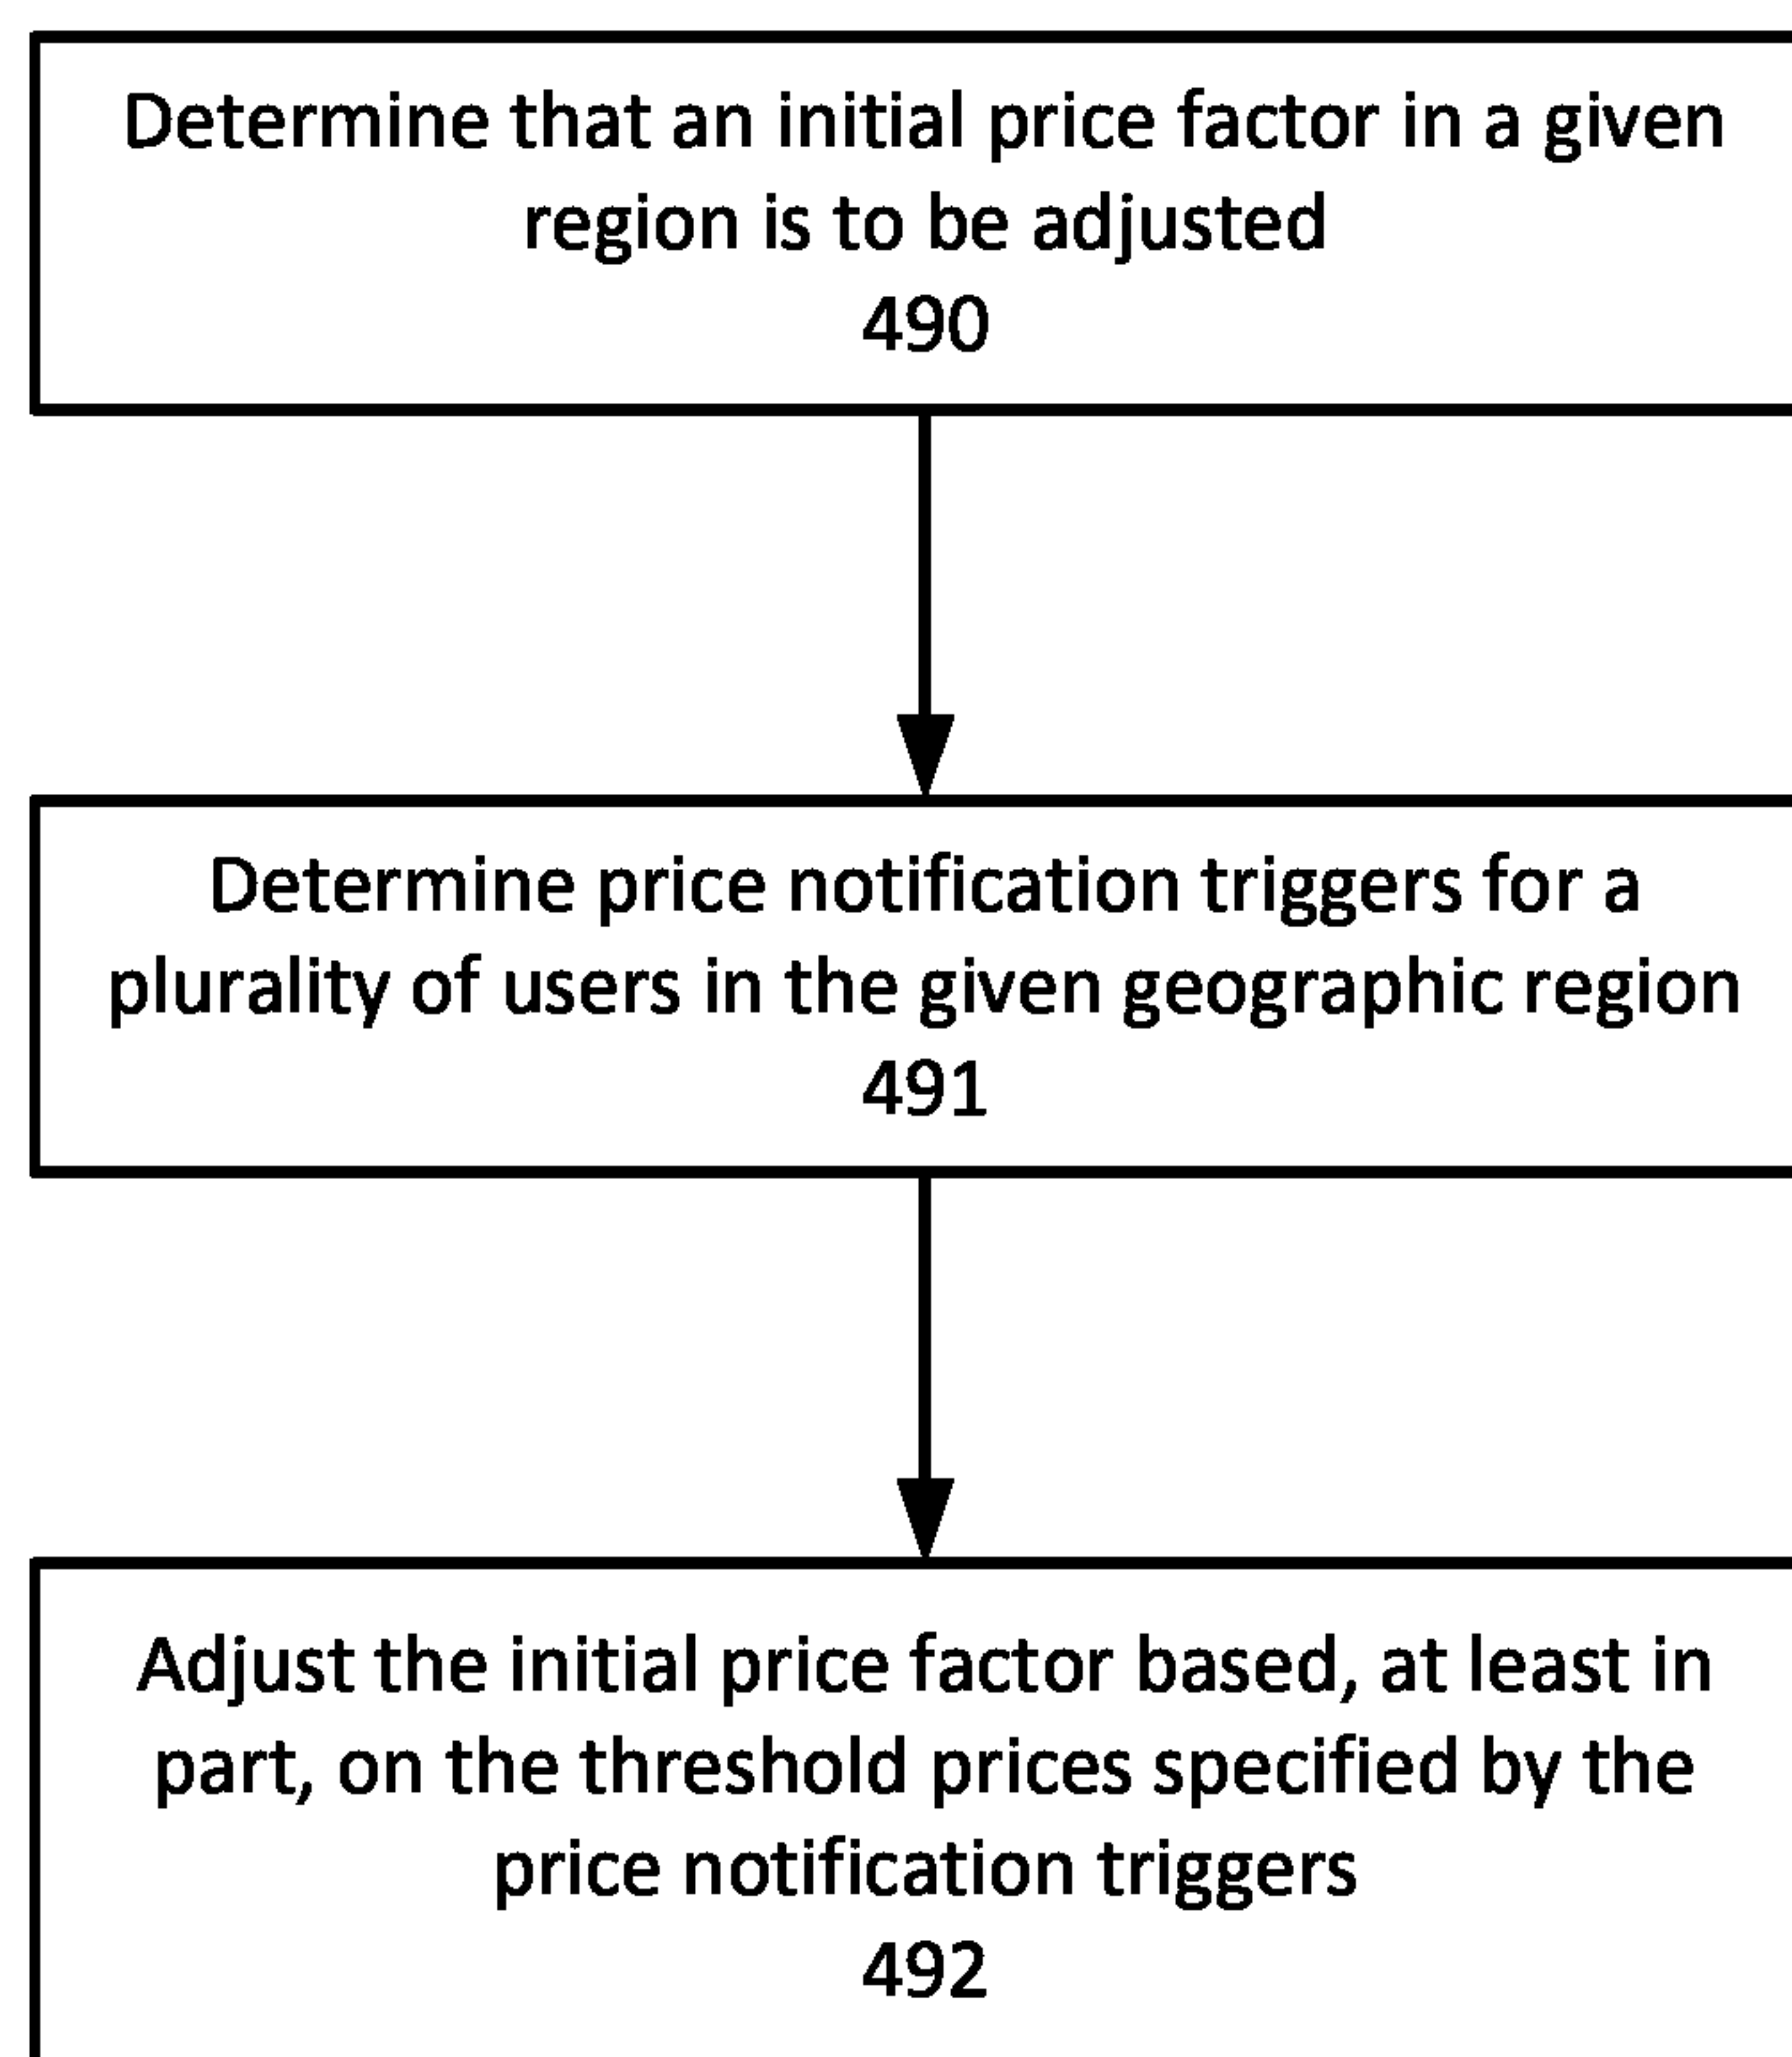 Determine that an initial price factor in a given
region is to be adjusted
490
Determine price notification triggers for a
plurality of users in the given geographic region
491
Adjust the initial price factor based, at least in
part, on the threshold prices specified by the
price notification triggers
492